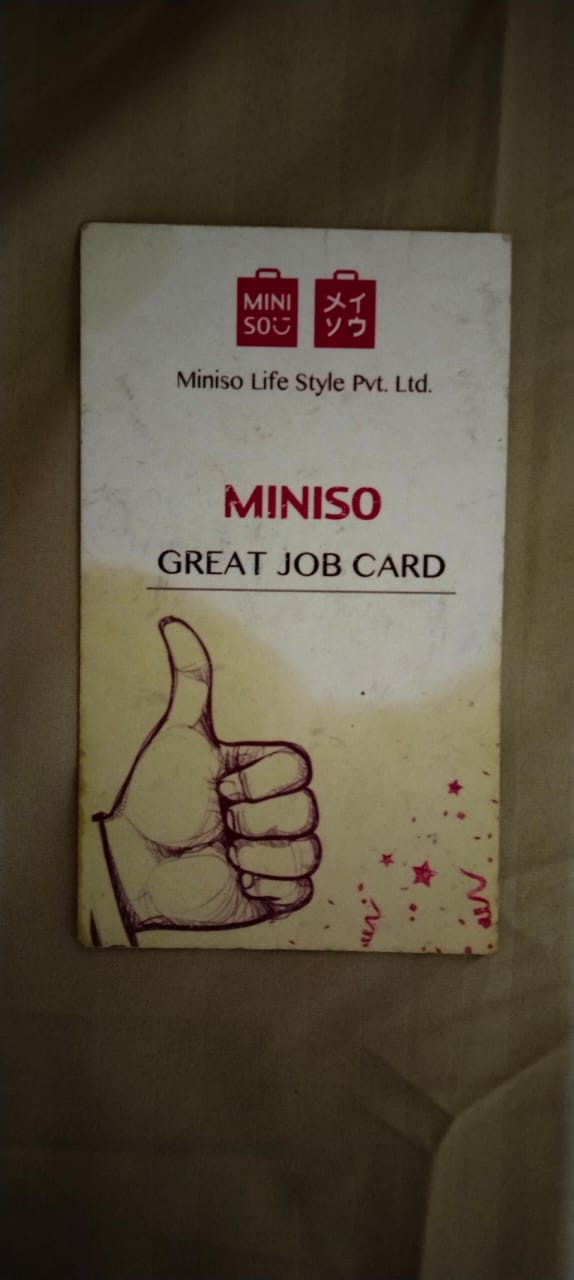 MINI
SO
メイ
ソウ
Miniso Life Style Pvt. Ltd.
MINISO
GREAT JOB CARD